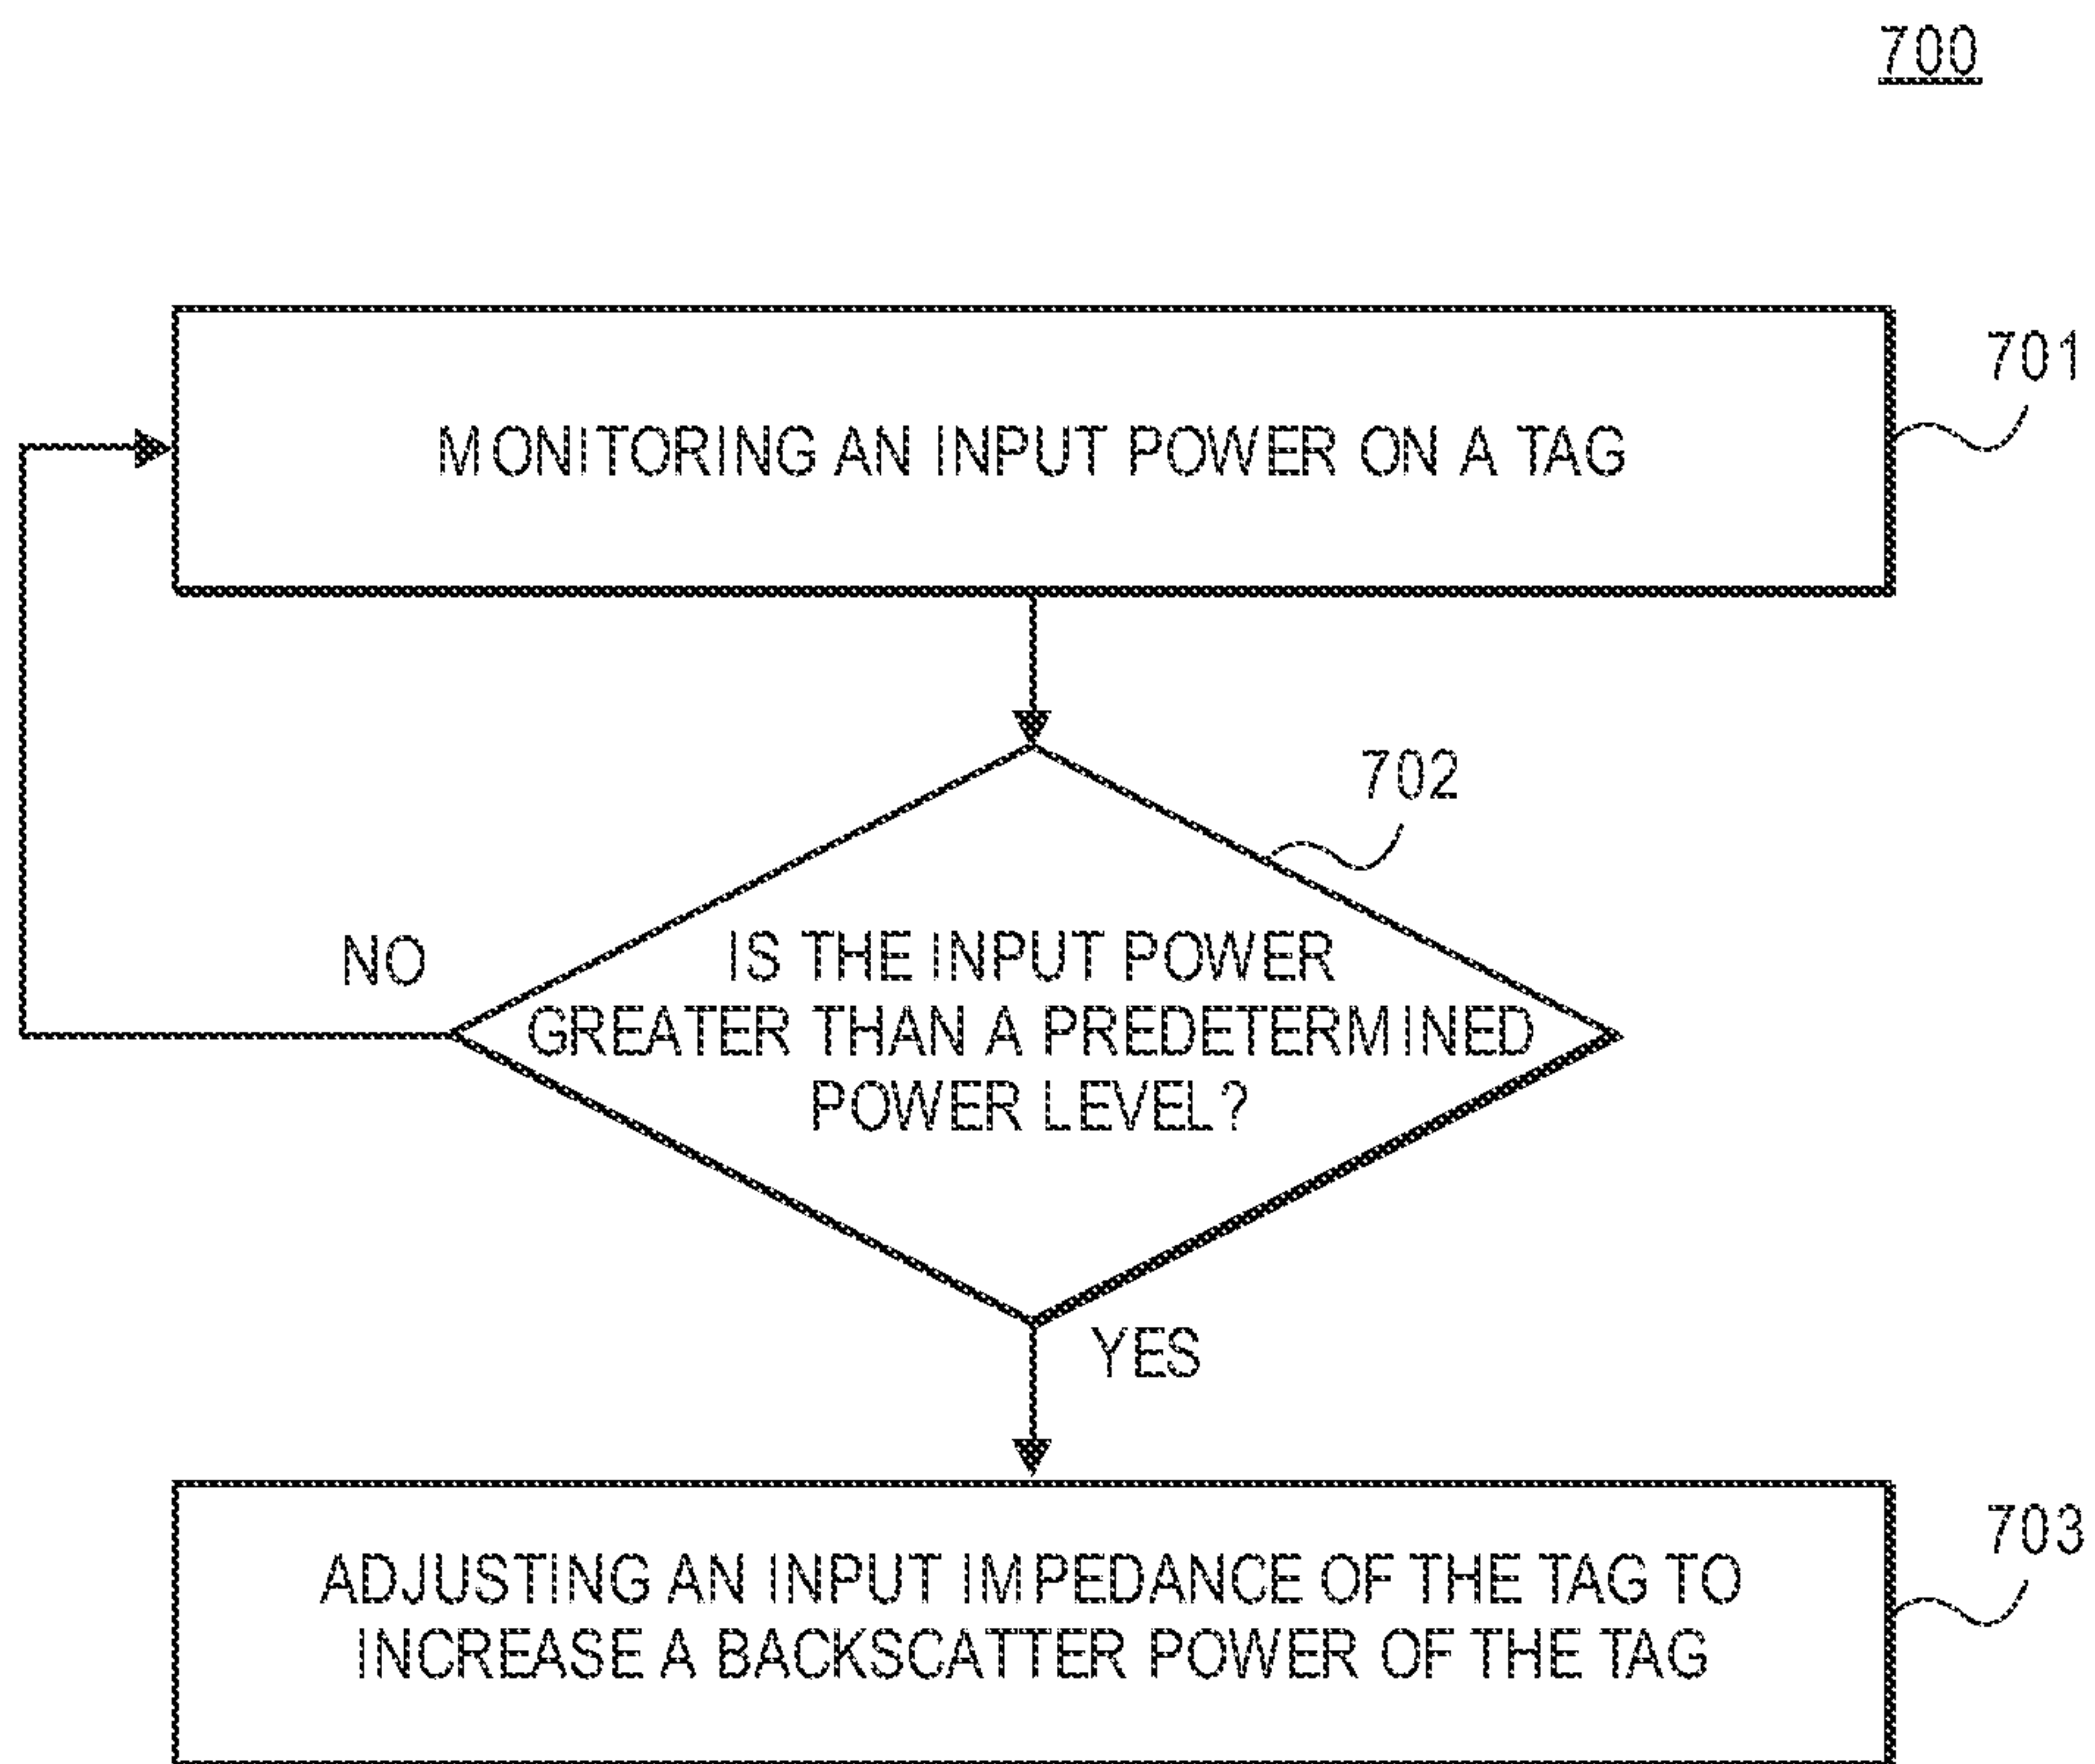 700
701
MONITORING AN INPUT POWER ON A TAG
702
NO
IS THE INPUT POWER
GREATER THAN A PREDETERMINED
POWER LEVEL?
YES
703
ADJUSTING AN INPUT IMPEDANCE OF THE TAG TO
INCREASE A BACKSCATTER POWER OF THE TAG